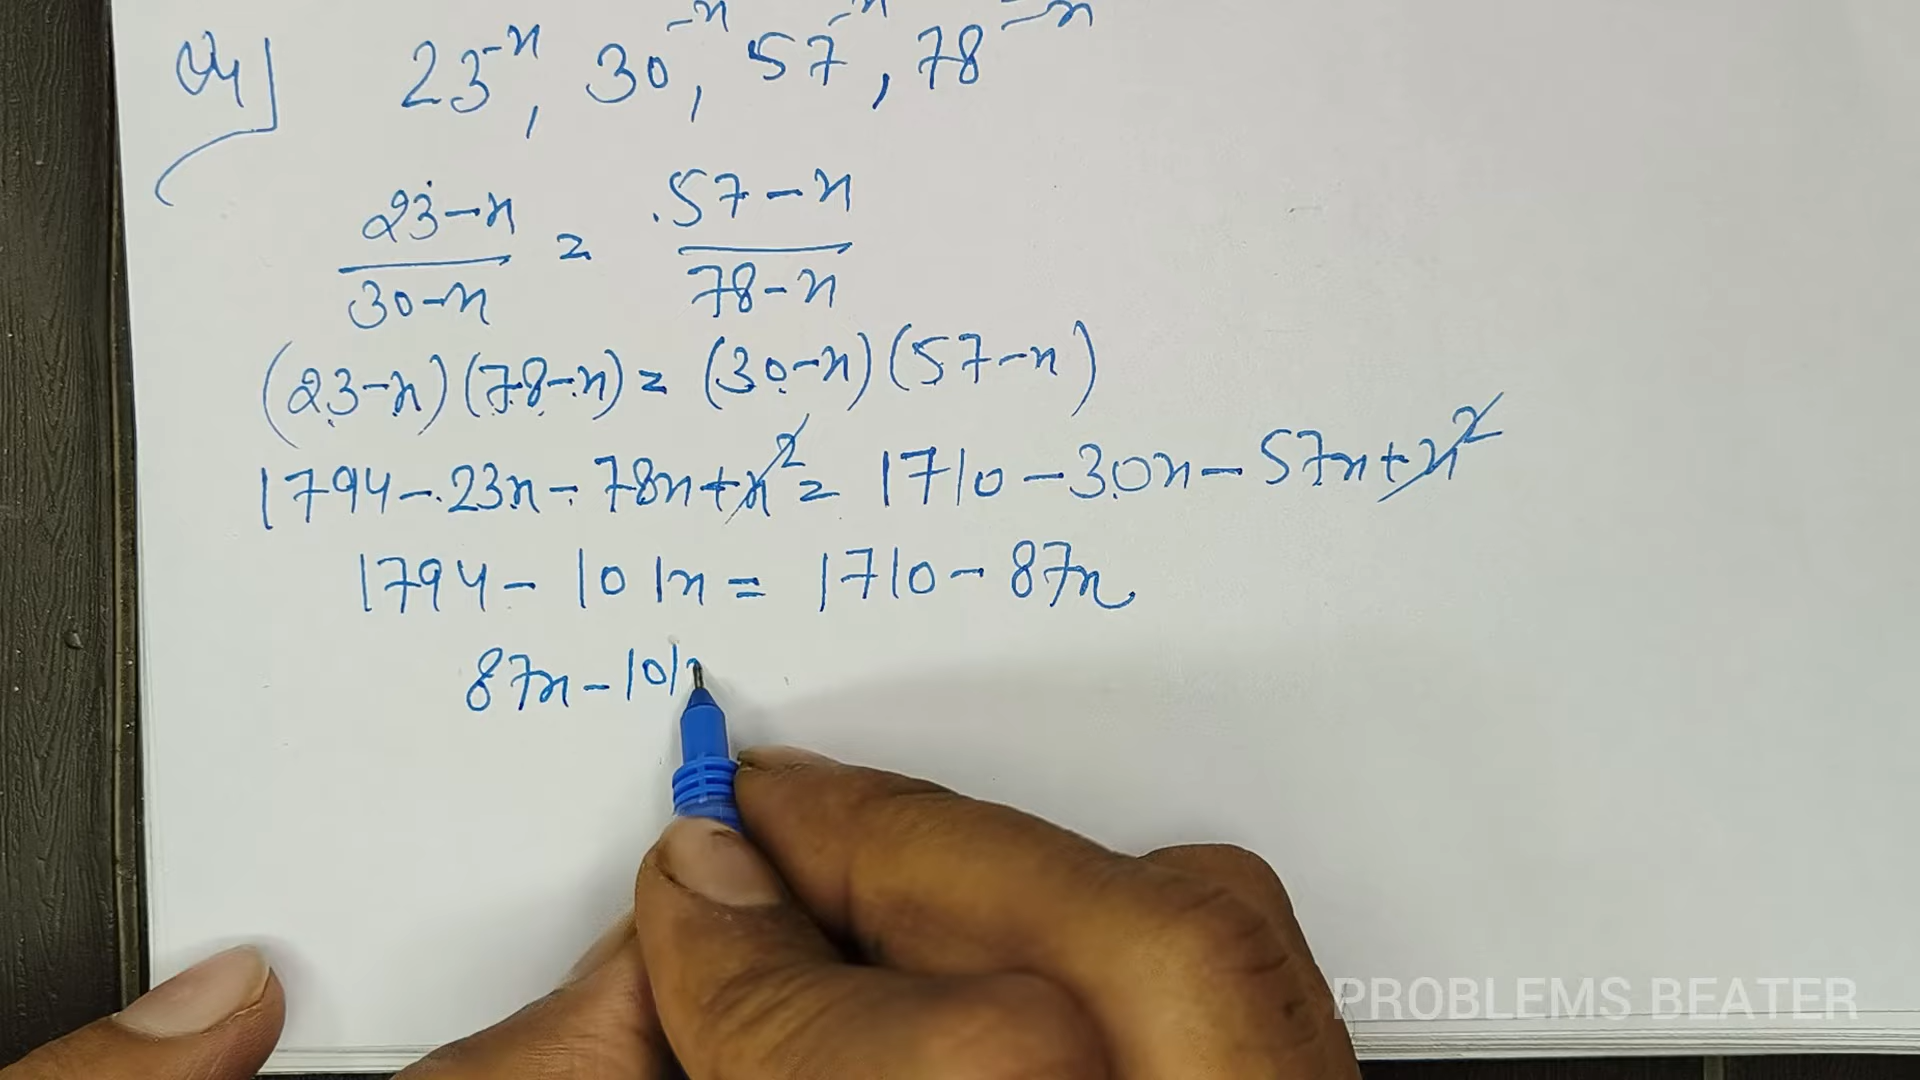 Q4] 23⁻ˣ, 30⁻ˣ, 57⁻ˣ, 78⁻ˣ
23-x/30-x = 57-x/78-x
(23-x)(78-x) = (30-x)(57-x)
1794-23x-78x+x² = 1710-30x-57x+x²
1794-101x = 1710-87x
87x-101x
PROBLEMS BEATER